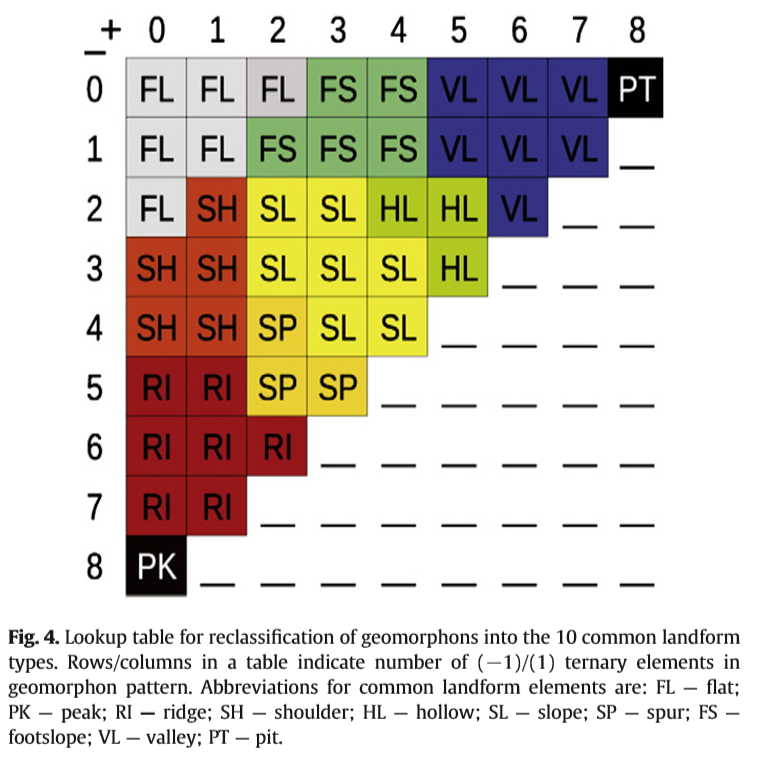 + 0 1 2 3 4 5 6 7 8
−
0 FL FL FL FS FS VL VL VL PT
1 FL FL FS FS FS VL VL VL _
2 FL SH SL SL HL HL VL _ _
3 SH SH SL SL SL HL _ _ _
4 SH SH SP SL SL _ _ _ _
5 RI RI SP SP _ _ _ _ _
6 RI RI RI _ _ _ _ _ _
7 RI RI _ _ _ _ _ _ _
8 PK _ _ _ _ _ _ _ _
Fig. 4. Lookup table for reclassification of geomorphons into the 10 common landform
types. Rows/columns in a table indicate number of (−1)/(1) ternary elements in
geomorphon pattern. Abbreviations for common landform elements are: FL — flat;
PK — peak; RI — ridge; SH — shoulder; HL — hollow; SL — slope; SP — spur; FS —
footslope; VL — valley; PT — pit.